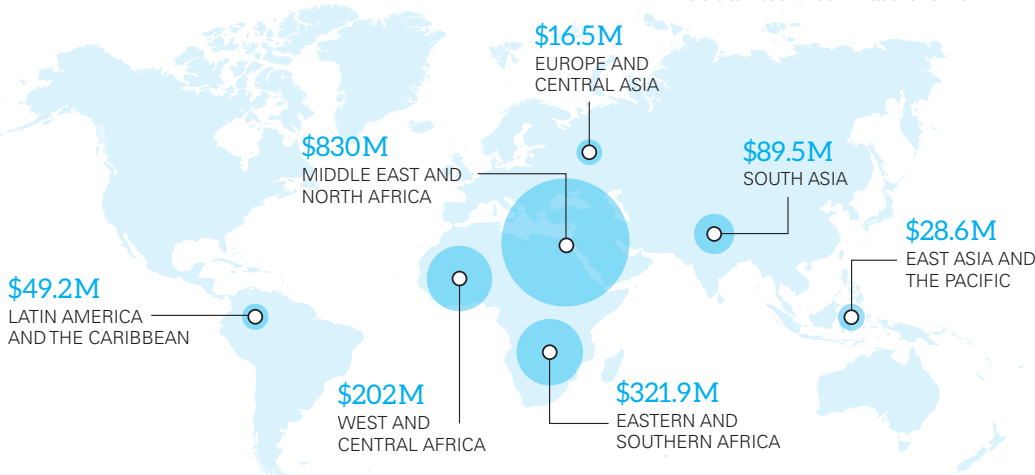 $16.5M
EUROPE AND
CENTRAL ASIA
$830M
MIDDLE EAST AND
NORTH AFRICA
$89.5M
SOUTH ASIA
$28.6M
EAST ASIA AND
THE PACIFIC
$49.2M
LATIN AMERICA
AND THE CARIBBEAN
$202M
WEST AND
CENTRAL AFRICA
$321.9M
EASTERN AND
SOUTHERN AFRICA